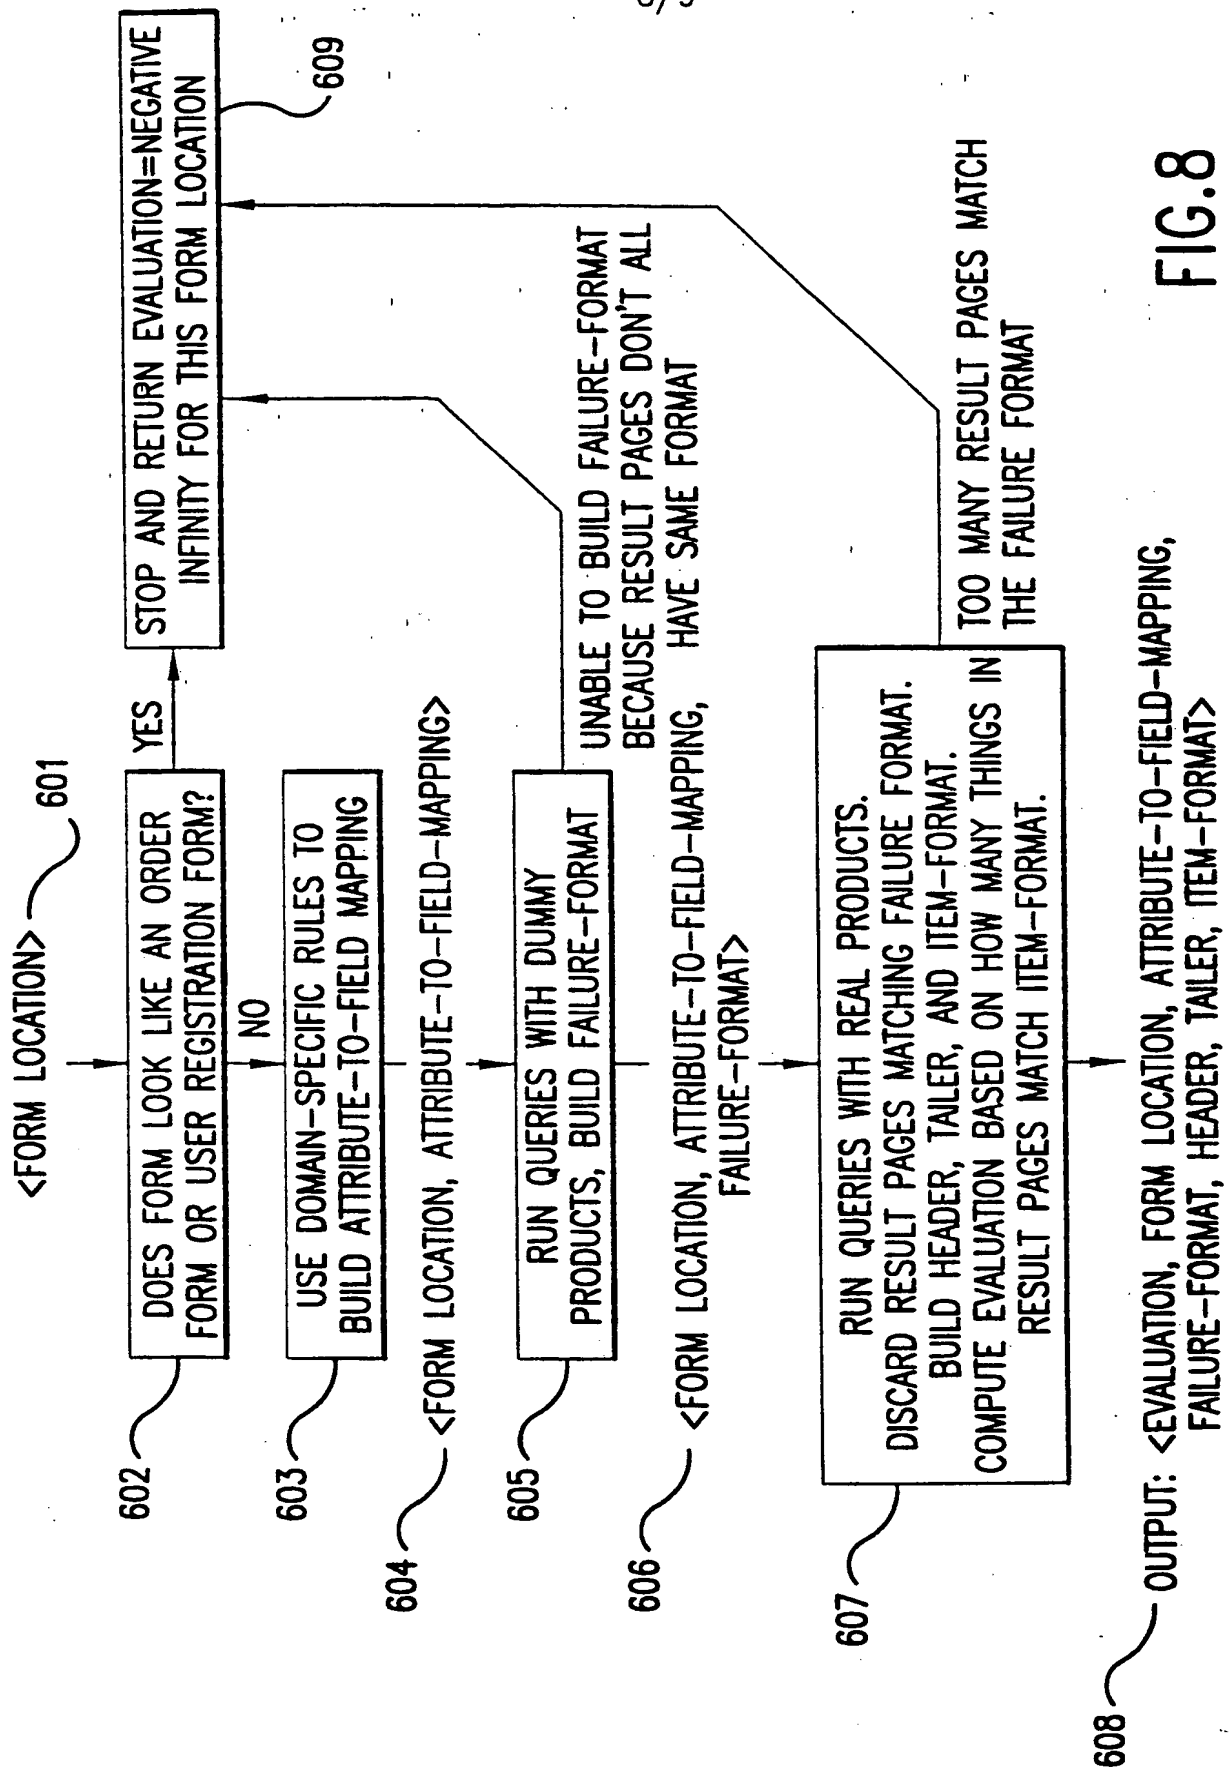 <FORM LOCATION>
601
DOES FORM LOOK LIKE AN ORDER
FORM OR USER REGISTRATION FORM?
602
YES
STOP AND RETURN EVALUATION=NEGATIVE
INFINITY FOR THIS FORM LOCATION
609
NO
USE DOMAIN-SPECIFIC RULES TO
BUILD ATTRIBUTE-TO-FIELD MAPPING
603
604
<FORM LOCATION, ATTRIBUTE-TO-FIELD-MAPPING>
RUN QUERIES WITH DUMMY
PRODUCTS, BUILD FAILURE-FORMAT
605
UNABLE TO BUILD FAILURE-FORMAT
BECAUSE RESULT PAGES DON'T ALL
HAVE SAME FORMAT
606
<FORM LOCATION, ATTRIBUTE-TO-FIELD-MAPPING,
FAILURE-FORMAT>
RUN QUERIES WITH REAL PRODUCTS.
DISCARD RESULT PAGES MATCHING FAILURE FORMAT.
BUILD HEADER, TAILER, AND ITEM-FORMAT.
COMPUTE EVALUATION BASED ON HOW MANY THINGS IN
RESULT PAGES MATCH ITEM-FORMAT.
607
TOO MANY RESULT PAGES MATCH
THE FAILURE FORMAT
608
OUTPUT: <EVALUATION, FORM LOCATION, ATTRIBUTE-TO-FIELD-MAPPING,
FAILURE-FORMAT, HEADER, TAILER, ITEM-FORMAT>
FIG.8